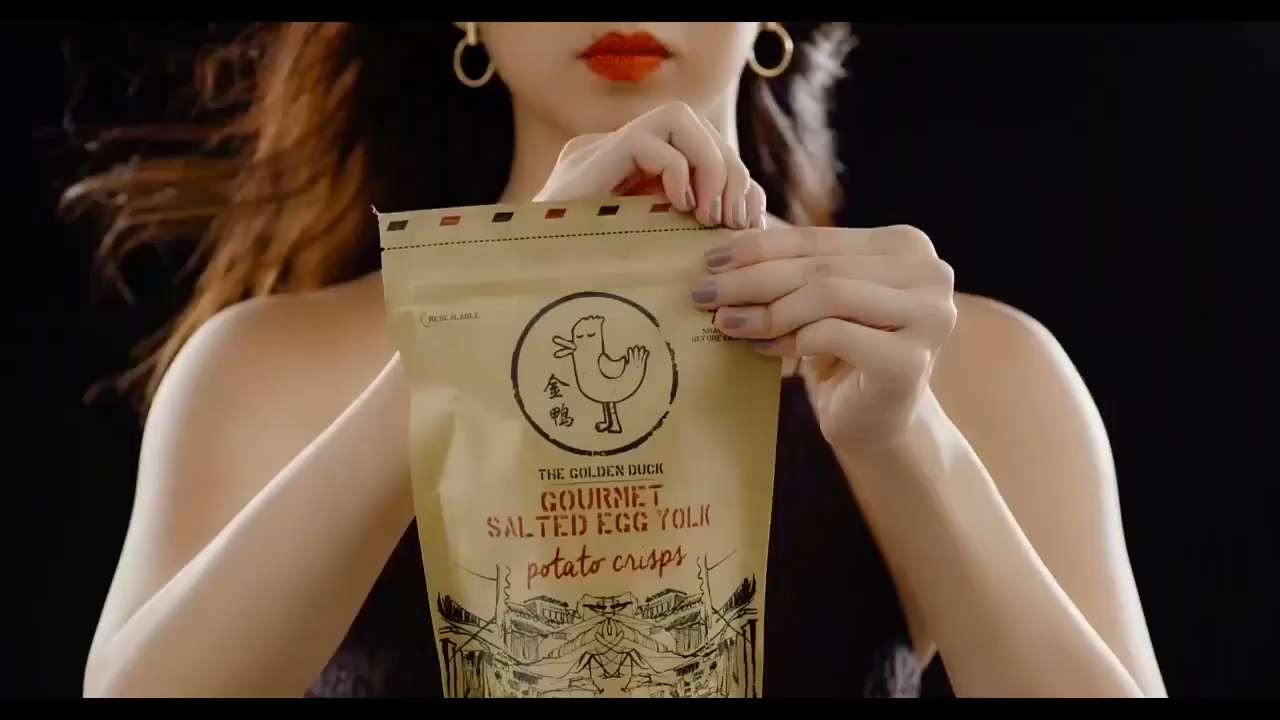 RESEALABLE
金
鴨
THE GOLDEN DUCK
GOURMET
SALTED EGG YOLK
potato crisps